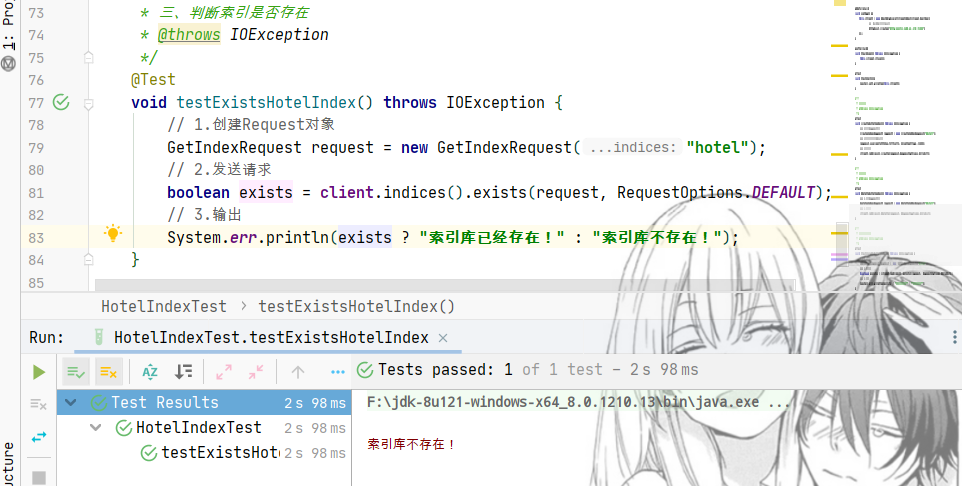 1: Pro
73 * 三、判断索引是否存在
74 * @throws IOException
75 */
76 @Test
77 void testExistsHotelIndex() throws IOException {
78 // 1.创建Request对象
79 GetIndexRequest request = new GetIndexRequest( ...indices: "hotel");
80 // 2.发送请求
81 boolean exists = client.indices().exists(request, RequestOptions.DEFAULT);
82 // 3.输出
83 System.err.println(exists ? "索引库已经存在！" : "索引库不存在！");
84 }
85
HotelIndexTest > testExistsHotelIndex()
Run: HotelIndexTest.testExistsHotelIndex ×
Tests passed: 1 of 1 test – 2 s 98 ms
Test Results 2 s 98 ms
HotelIndexTest 2 s 98 ms
testExistsHot 2 s 98 ms
F:\jdk-8u121-windows-x64_8.0.1210.13\bin\java.exe ...
索引库不存在！
ucture